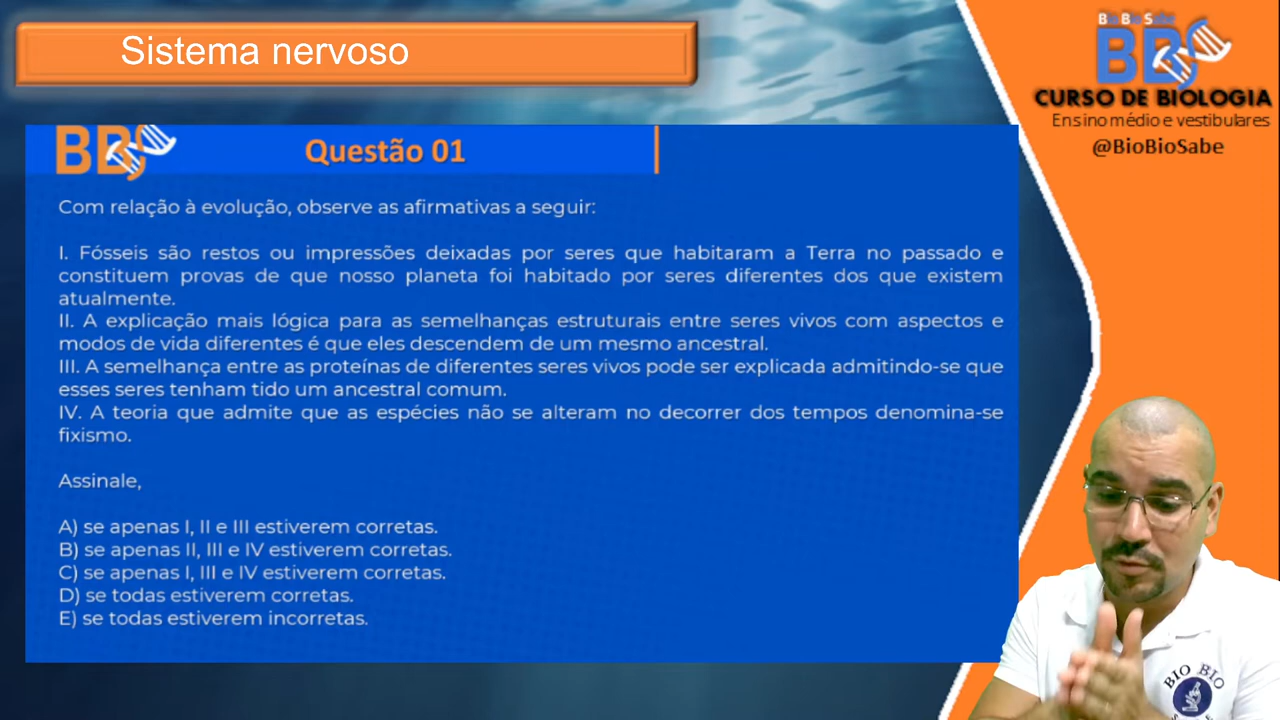 Sistema nervoso
Bio Bio Sabe
BBS
CURSO DE BIOLOGIA
Ensino médio e vestibulares
@BioBioSabe
BBS
Questão 01
Com relação à evolução, observe as afirmativas a seguir:
I. Fósseis são restos ou impressões deixadas por seres que habitaram a Terra no passado e
constituem provas de que nosso planeta foi habitado por seres diferentes dos que existem
atualmente.
II. A explicação mais lógica para as semelhanças estruturais entre seres vivos com aspectos e
modos de vida diferentes é que eles descendem de um mesmo ancestral.
III. A semelhança entre as proteínas de diferentes seres vivos pode ser explicada admitindo-se que
esses seres tenham tido um ancestral comum.
IV. A teoria que admite que as espécies não se alteram no decorrer dos tempos denomina-se
fixismo.
Assinale,
A) se apenas I, II e III estiverem corretas.
B) se apenas II, III e IV estiverem corretas.
C) se apenas I, III e IV estiverem corretas.
D) se todas estiverem corretas.
E) se todas estiverem incorretas.
BIO BIO